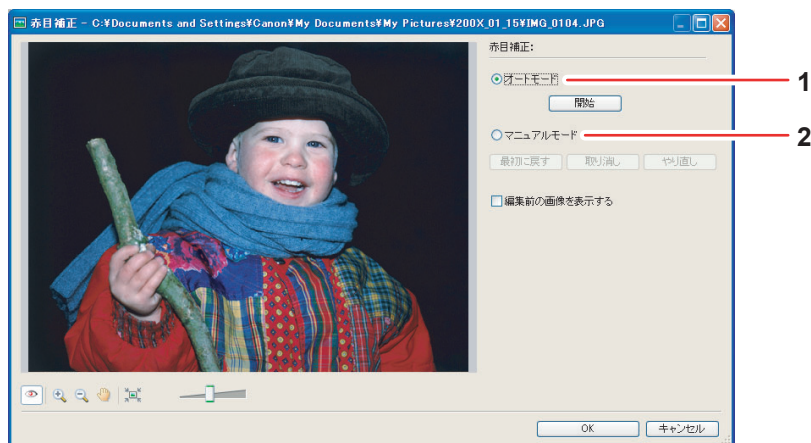 赤目補正 - C:¥Documents and Settings¥Canon¥My Documents¥My Pictures¥200X_01_15¥IMG_0104.JPG
赤目補正:
オートモード
1
開始
マニュアルモード
2
最初に戻す 取り消し やり直し
編集前の画像を表示する
OK キャンセル